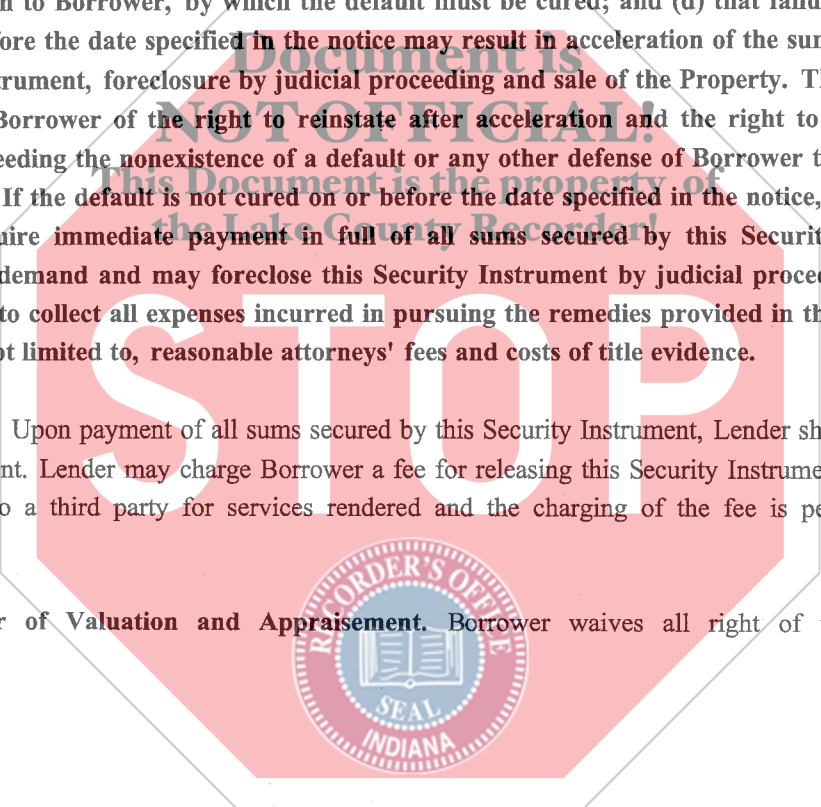 n to Borrower, by which the default must be cured; and (d) that failu
ore the date specified in the notice may result in acceleration of the sur
trument, foreclosure by judicial proceeding and sale of the Property. Th
Borrower of the right to reinstate after acceleration and the right to
eeding the nonexistence of a default or any other defense of Borrower t
If the default is not cured on or before the date specified in the notice,
uire immediate payment in full of all sums secured by this Securit
demand and may foreclose this Security Instrument by judicial procee
to collect all expenses incurred in pursuing the remedies provided in th
ot limited to, reasonable attorneys' fees and costs of title evidence.
Upon payment of all sums secured by this Security Instrument, Lender sh
nt. Lender may charge Borrower a fee for releasing this Security Instrume
o a third party for services rendered and the charging of the fee is pe
r of Valuation and Appraisement. Borrower waives all right of
Document is
NOT OFFICIAL!
This Document is the property of
the Lake County Recorder!
STOP
RECORDER'S OFFICE
SEAL
INDIANA